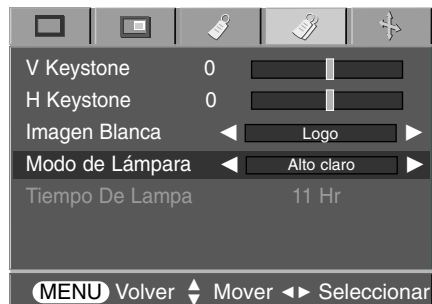 V Keystone 0
H Keystone 0
Imagen Blanca Logo
Modo de Lámpara Alto claro
Tiempo De Lampa 11 Hr
MENU Volver Mover Seleccionar